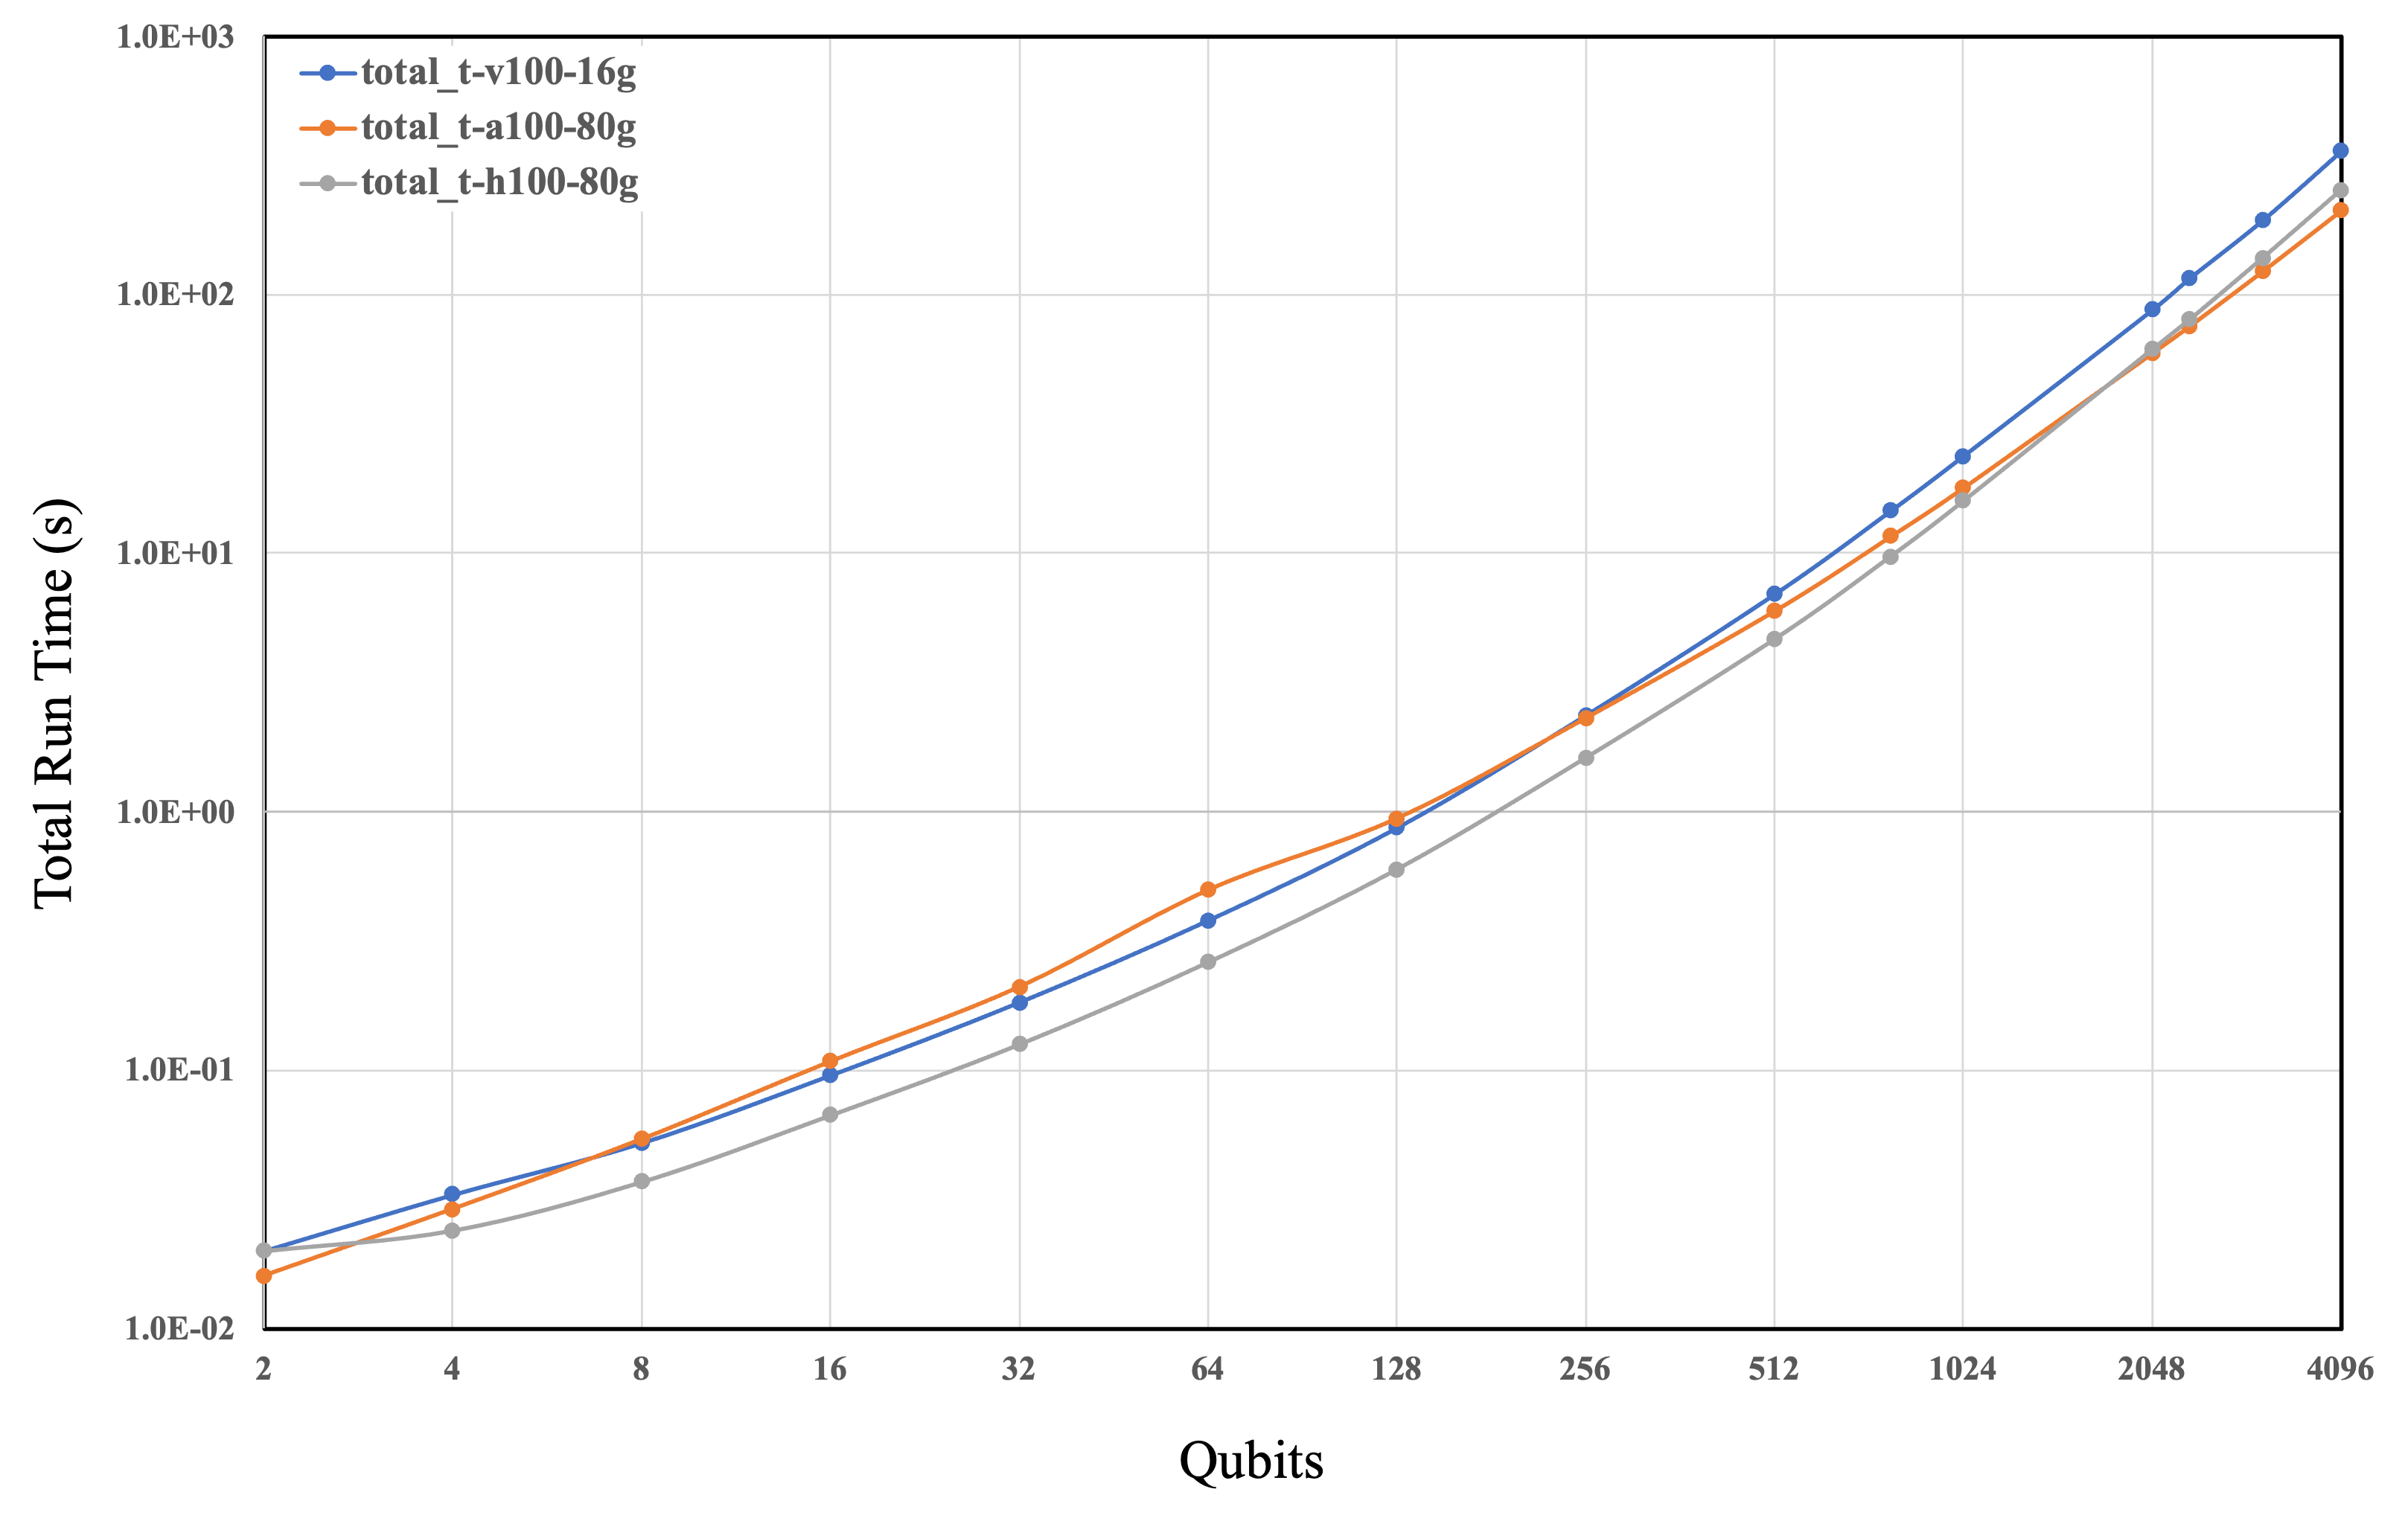 total_t-v100-16g
total_t-a100-80g
total_t-h100-80g
Total Run Time (s)
1.0E+03
1.0E+02
1.0E+01
1.0E+00
1.0E-01
1.0E-02
2 4 8 16 32 64 128 256 512 1024 2048 4096
Qubits